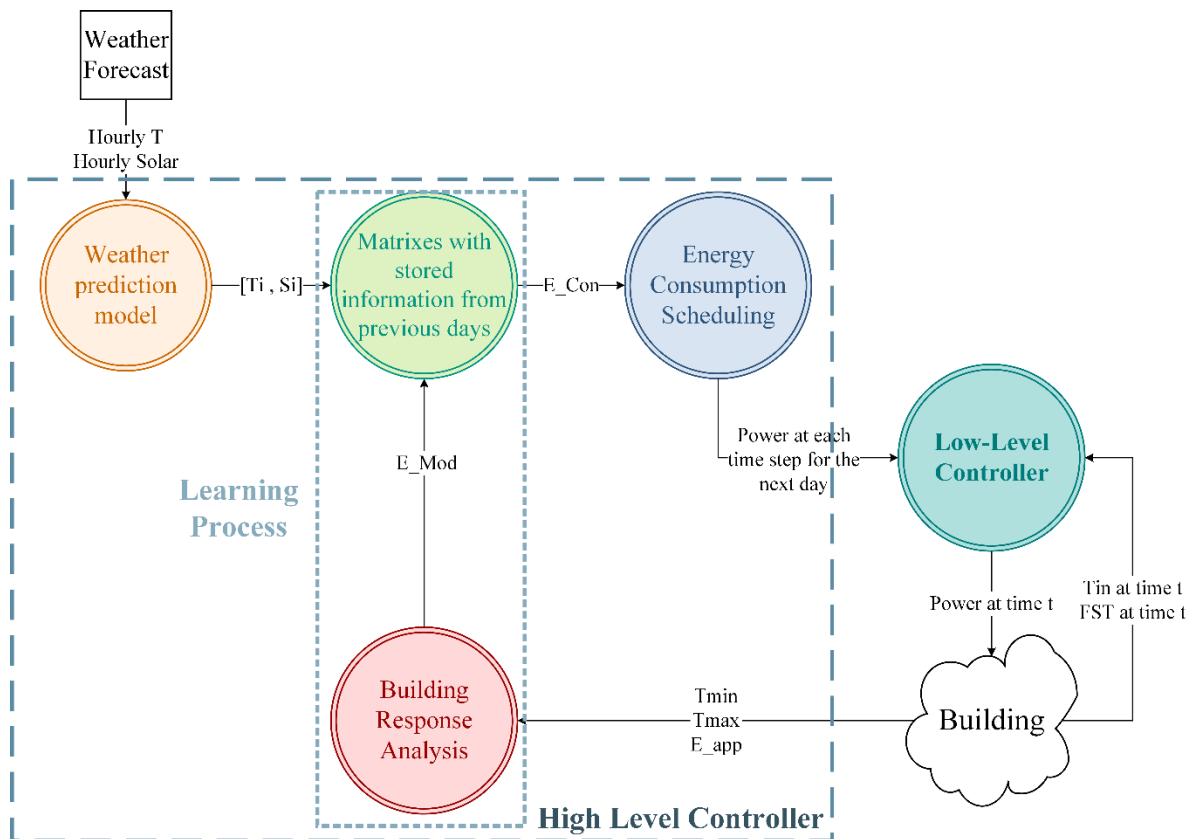 Weather
Forecast
Hourly T
Hourly Solar
Weather
prediction
model
[Ti , Si]
Matrixes with
stored
information from
previous days
E_Con
Energy
Consumption
Scheduling
Power at each
time step for the
next day
Low-Level
Controller
E_Mod
Learning
Process
Power at time t
Tin at time t
FST at time t
Building
Response
Analysis
Tmin
Tmax
E_app
Building
High Level Controller